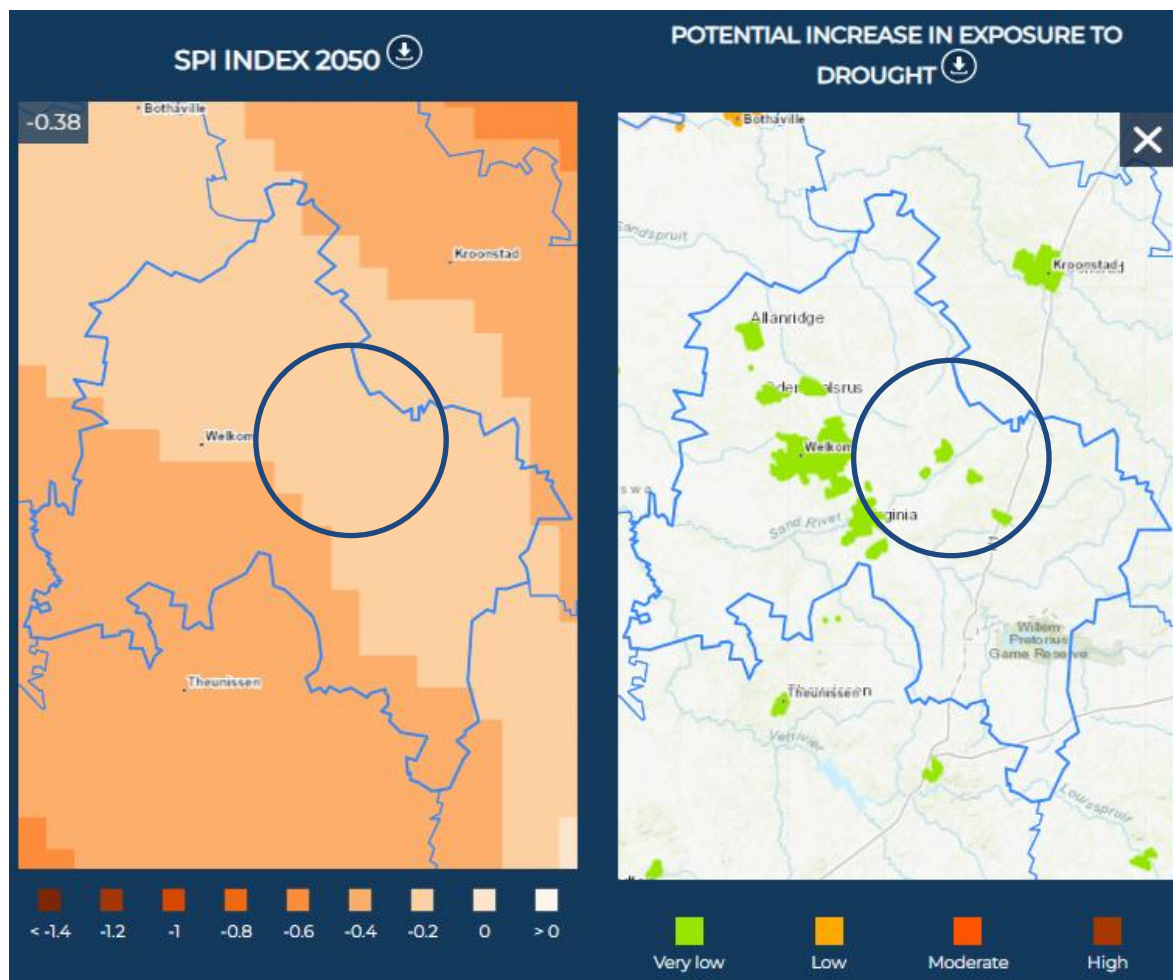 SPI INDEX 2050
-0.38
Bothaville
Kroonstad
Welkom
Theunissen
< -1.4 -1.2 -1 -0.8 -0.6 -0.4 -0.2 0 > 0
POTENTIAL INCREASE IN EXPOSURE TO
DROUGHT
Bothaville
Sandspruit
Kroonstad
Allanridge
Welkom
Sand River
ginia
Willem
Pretorius
Game Reserve
Theunissen
Vetrivier
Very low Low Moderate High